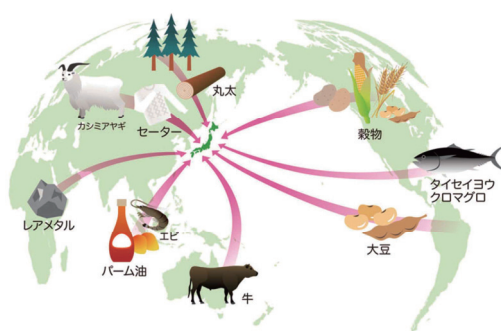 丸太
カシミアヤギ
セーター
穀物
タイセイヨウ
クロマグロ
レアメタル
エビ
パーム油
大豆
牛